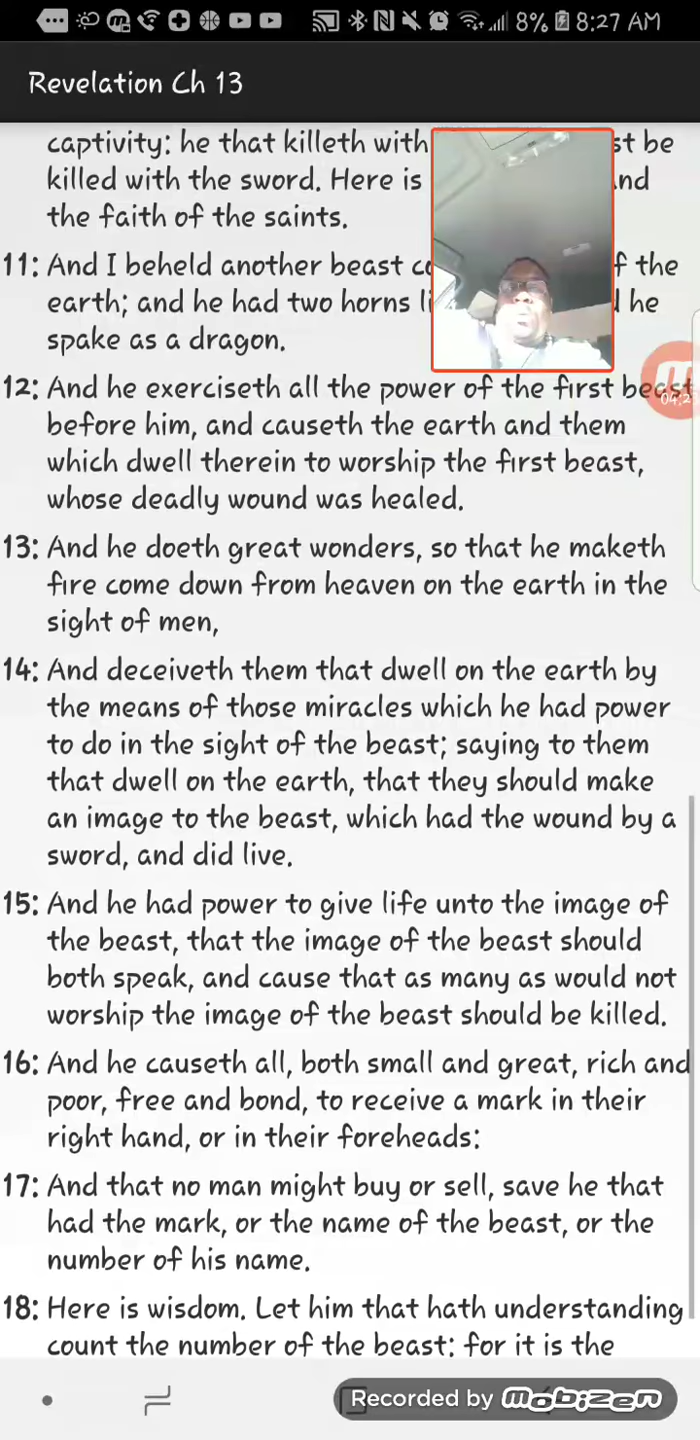 8% 8:27 AM
Revelation Ch 13
captivity: he that killeth with st be
killed with the sword. Here is nd
the faith of the saints.
11: And I beheld another beast co f the
earth; and he had two horns li he
spake as a dragon.
12: And he exerciseth all the power of the first beast
before him, and causeth the earth and them
which dwell therein to worship the first beast,
whose deadly wound was healed.
13: And he doeth great wonders, so that he maketh
fire come down from heaven on the earth in the
sight of men,
14: And deceiveth them that dwell on the earth by
the means of those miracles which he had power
to do in the sight of the beast; saying to them
that dwell on the earth, that they should make
an image to the beast, which had the wound by a
sword, and did live.
15: And he had power to give life unto the image of
the beast, that the image of the beast should
both speak, and cause that as many as would not
worship the image of the beast should be killed.
16: And he causeth all, both small and great, rich and
poor, free and bond, to receive a mark in their
right hand, or in their foreheads:
17: And that no man might buy or sell, save he that
had the mark, or the name of the beast, or the
number of his name.
18: Here is wisdom. Let him that hath understanding
count the number of the beast: for it is the
Recorded by mobizen